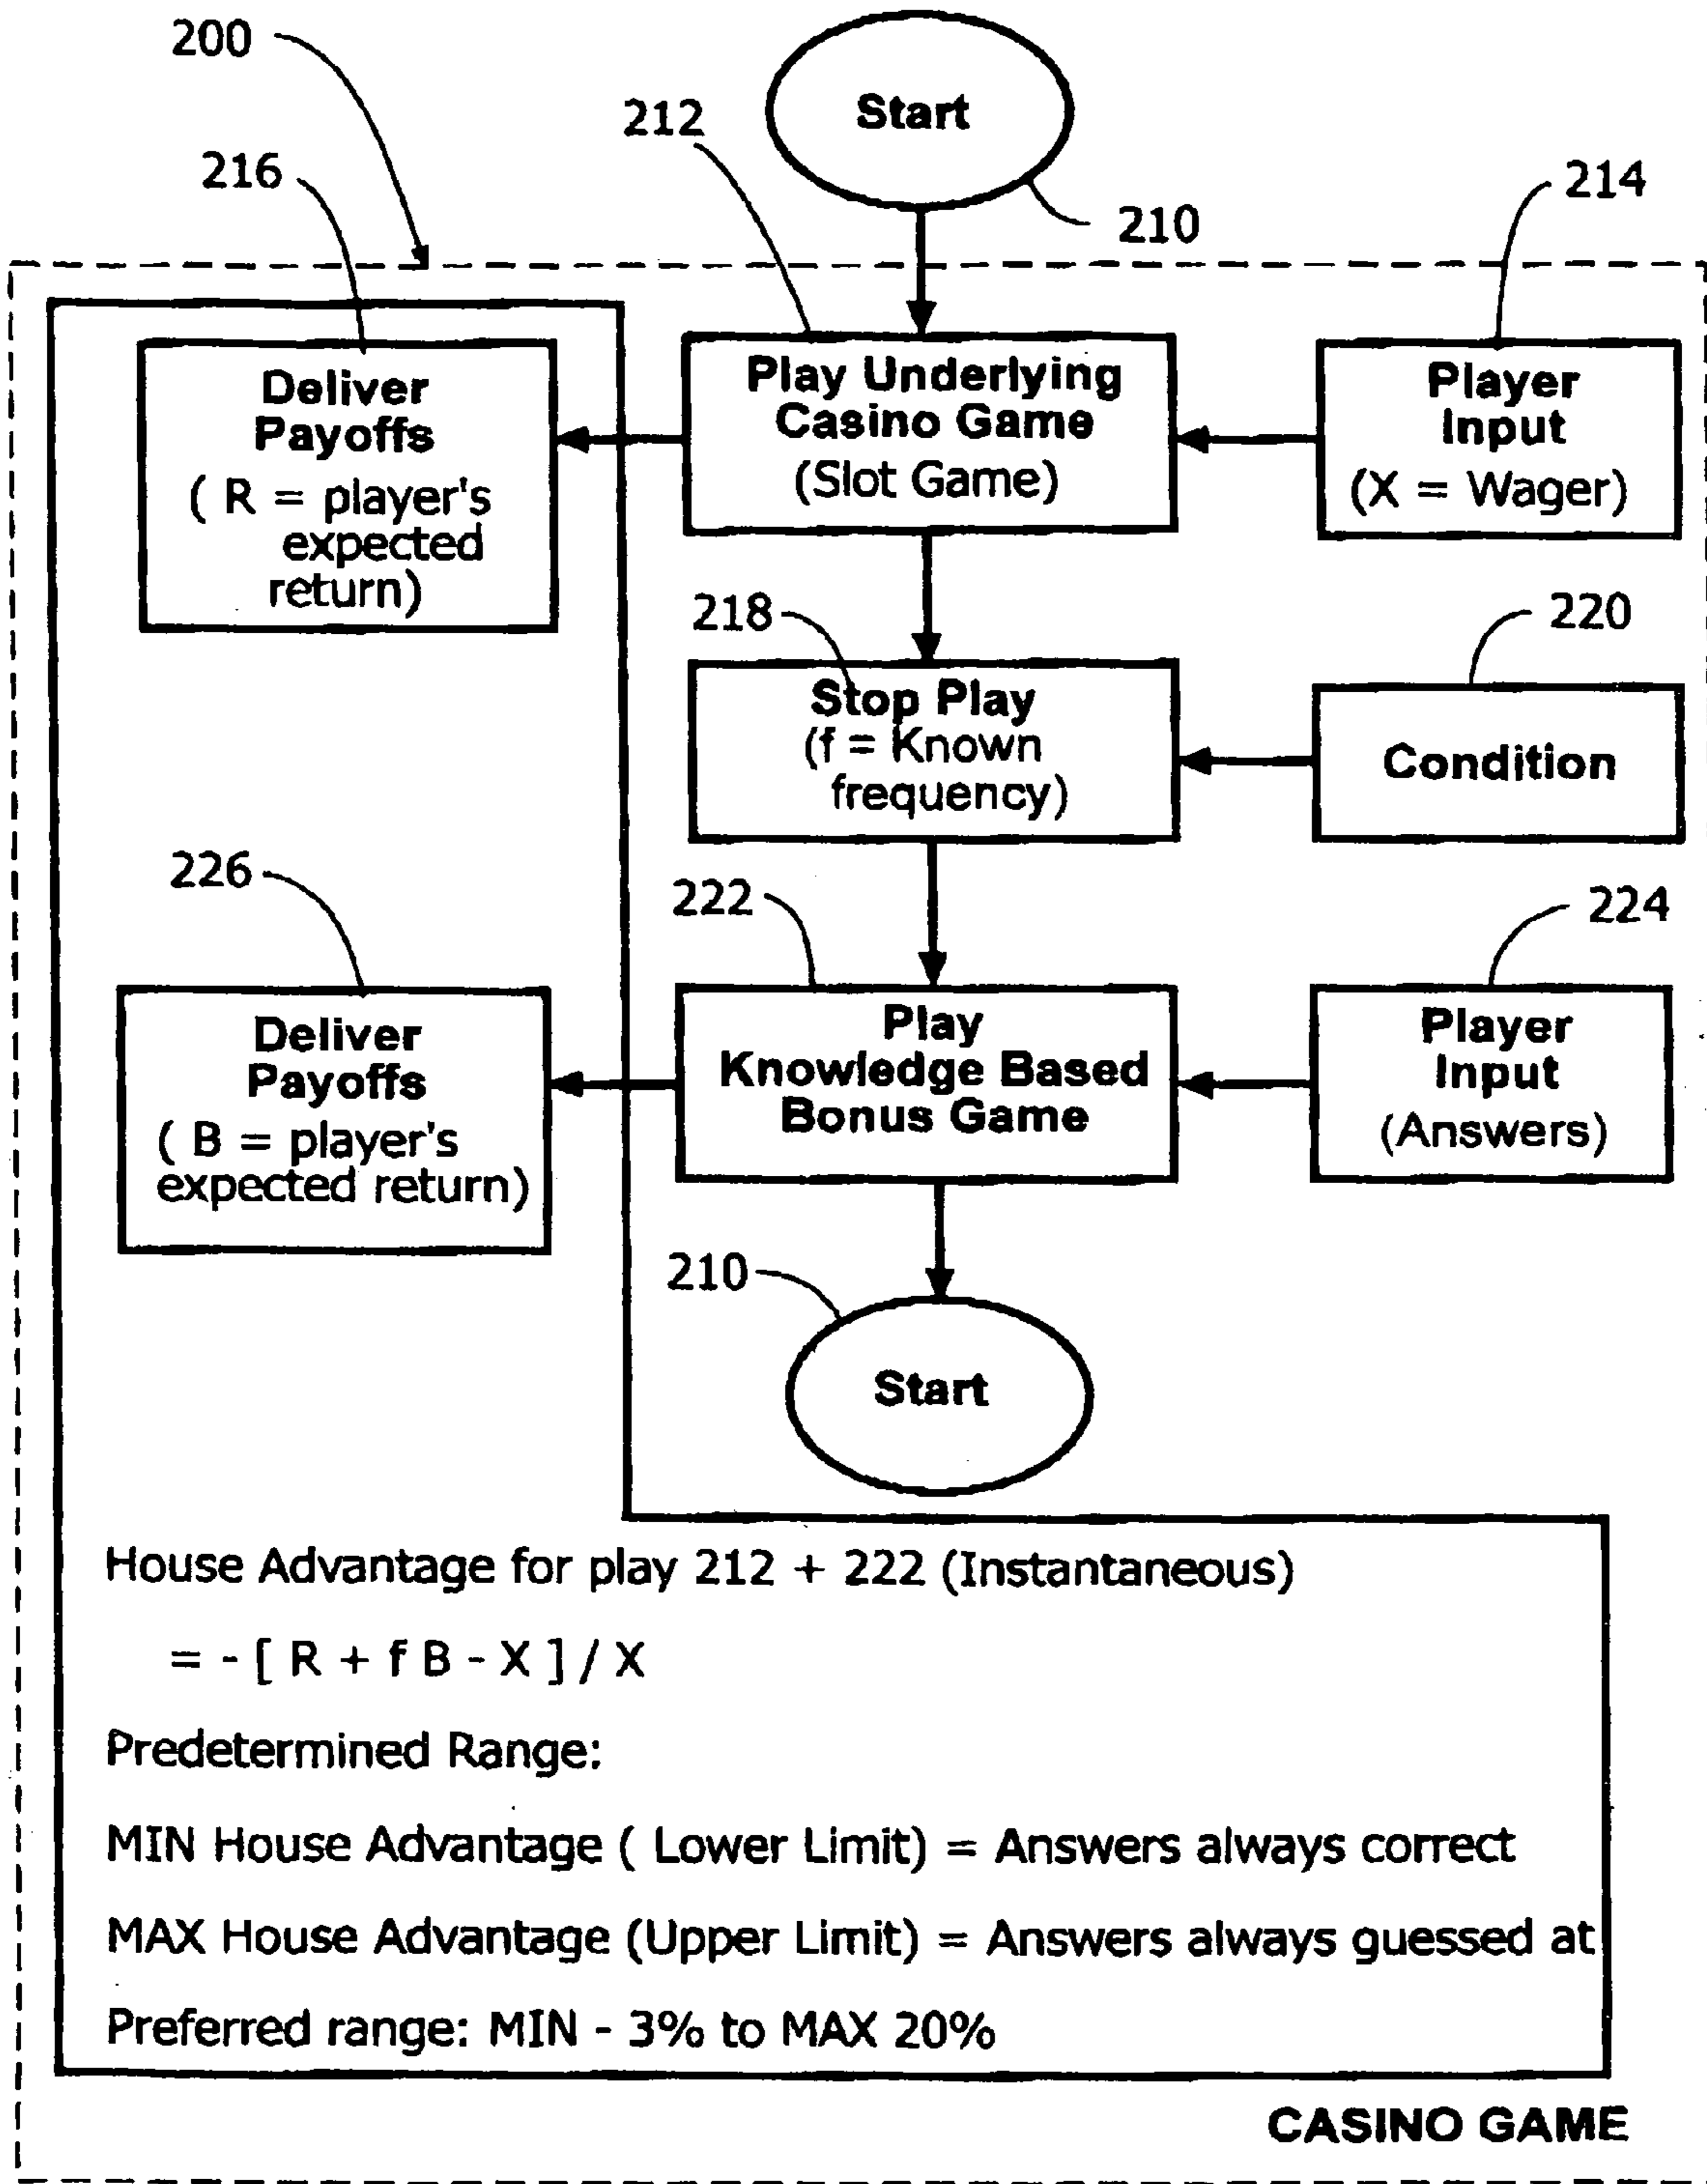 200
Start
212
216
214
210
Deliver
Payoffs
( R = player's
expected
return)
Play Underlying
Casino Game
(Slot Game)
Player
Input
(X = Wager)
218
220
Stop Play
(f = Known
frequency)
Condition
226
222
224
Deliver
Payoffs
( B = player's
expected return)
Play
Knowledge Based
Bonus Game
Player
Input
(Answers)
210
Start
House Advantage for play 212 + 222 (Instantaneous)
= - [ R + f B - X ] / X
Predetermined Range:
MIN House Advantage ( Lower Limit) = Answers always correct
MAX House Advantage (Upper Limit) = Answers always guessed at
Preferred range: MIN - 3% to MAX 20%
CASINO GAME